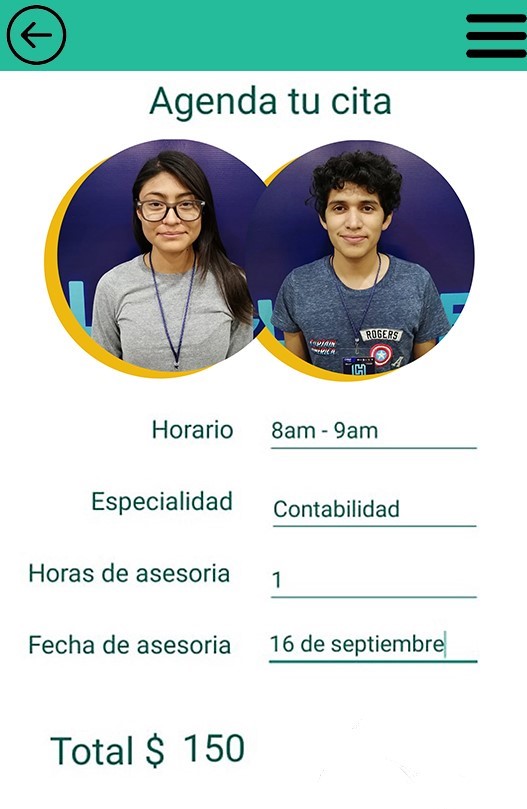 Agenda tu cita
ROGERS
Horario 8am - 9am
Especialidad Contabilidad
Horas de asesoria 1
Fecha de asesoria 16 de septiembre
Total $ 150